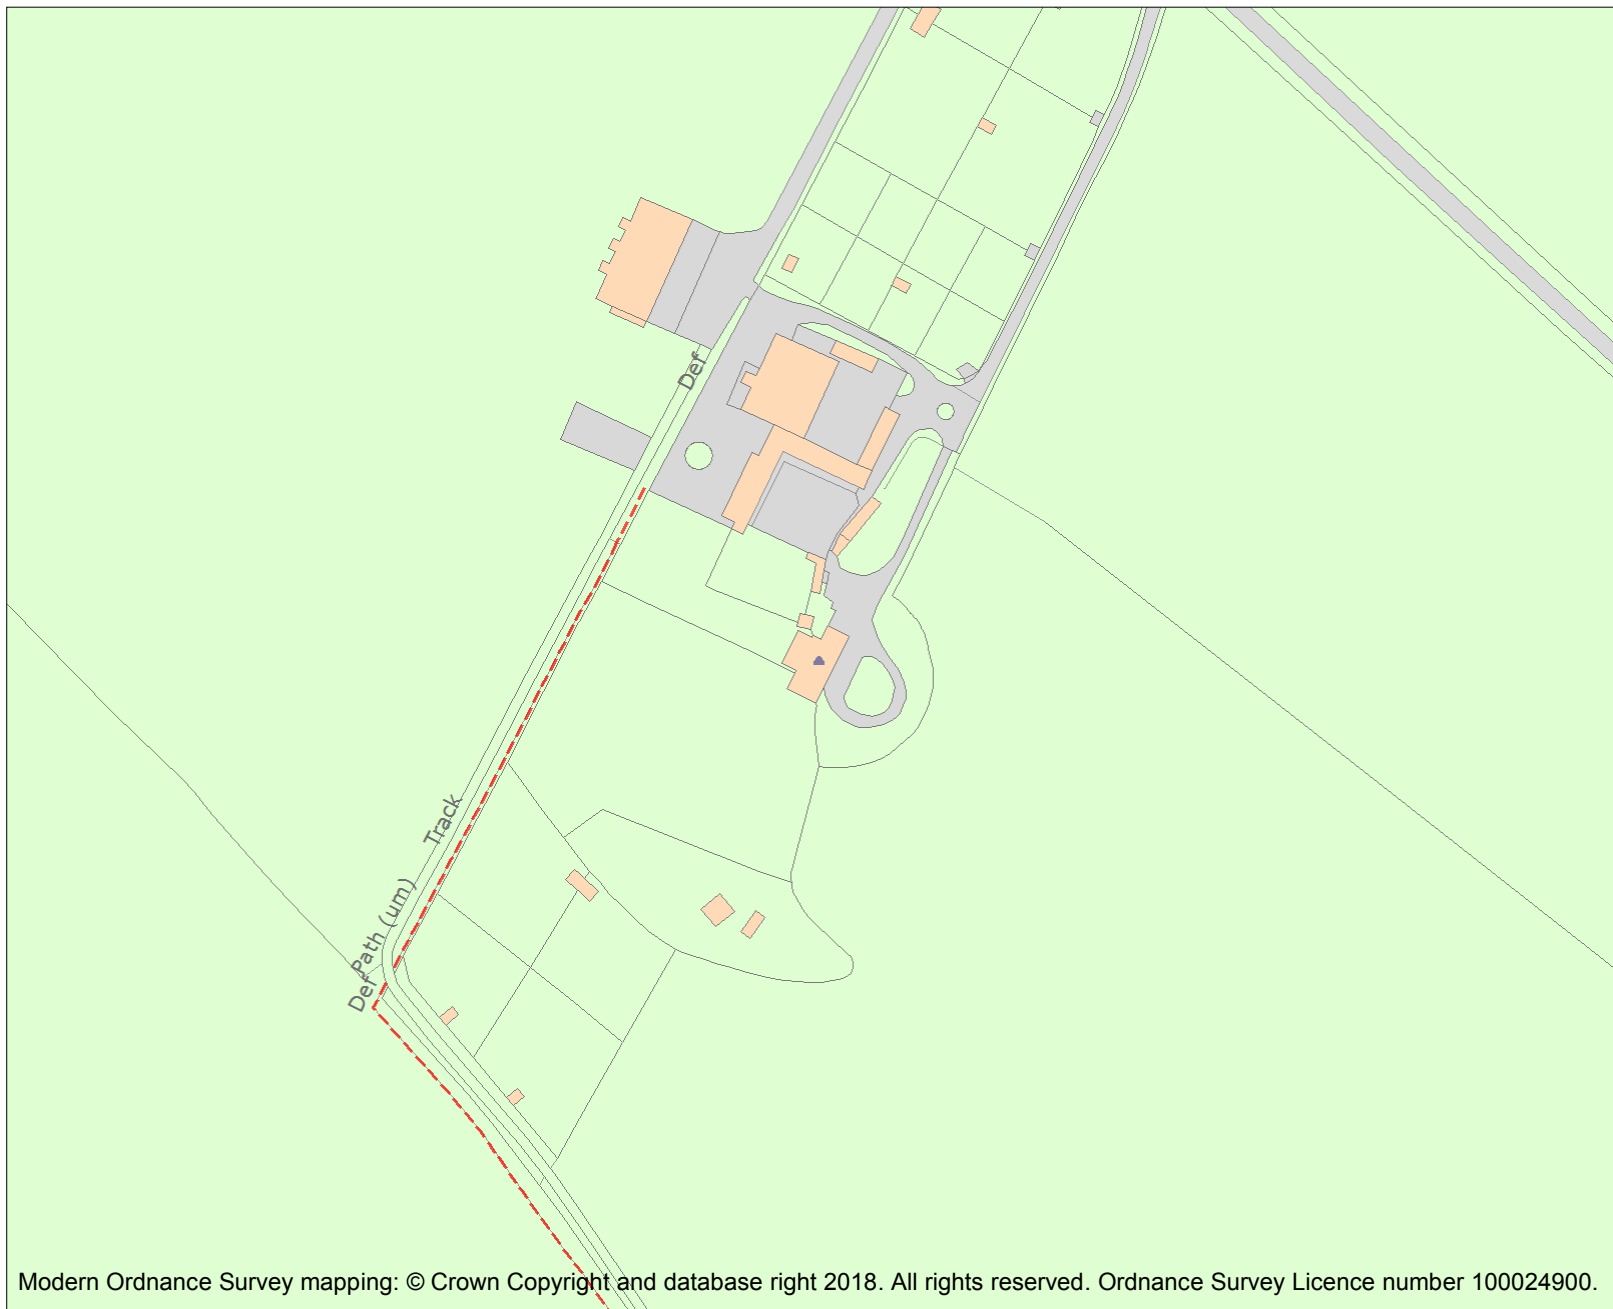 Def
Track
Path (um)
Def
Modern Ordnance Survey mapping: © Crown Copyright and database right 2018. All rights reserved. Ordnance Survey Licence number 100024900.